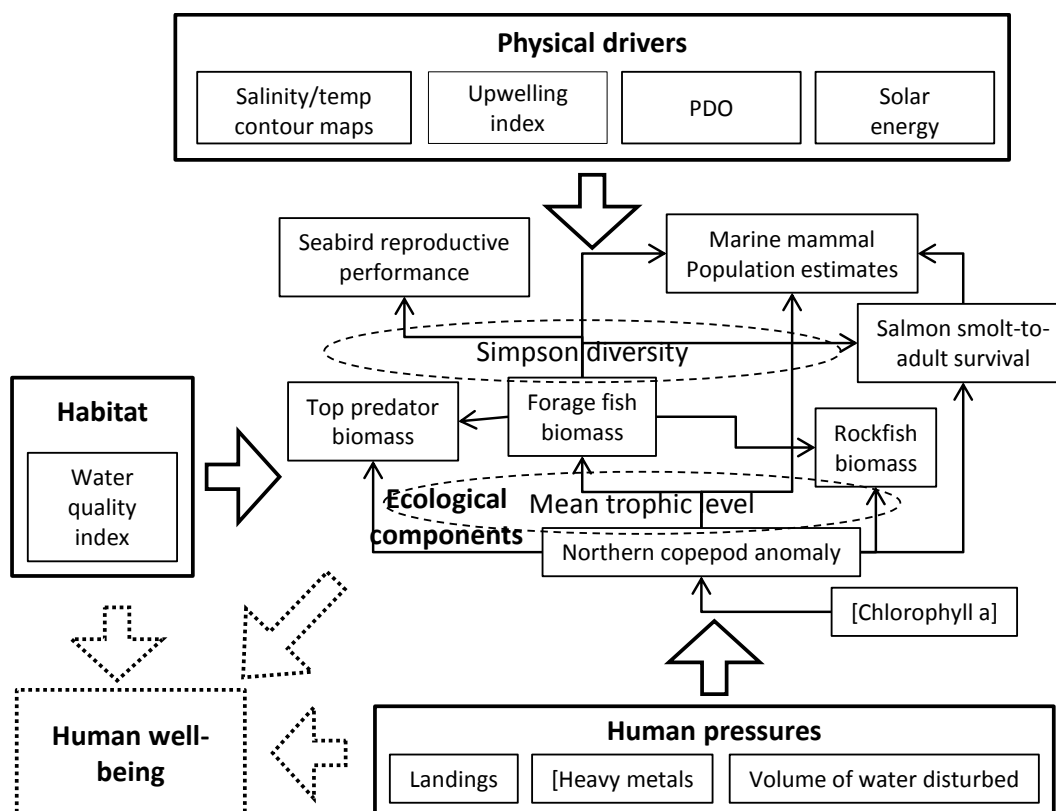 Physical drivers
Salinity/temp
contour maps
Upwelling
index
PDO
Solar
energy
Seabird reproductive
performance
Marine mammal
Population estimates
Simpson diversity
Salmon smolt-to-
adult survival
Habitat
Water
quality
index
Top predator
biomass
Forage fish
biomass
Rockfish
biomass
Ecological
components
Mean trophic evel
Northern copepod anomaly
[Chlorophyll a]
Human well-
being
Human pressures
Landings
[Heavy metals
Volume of water disturbed